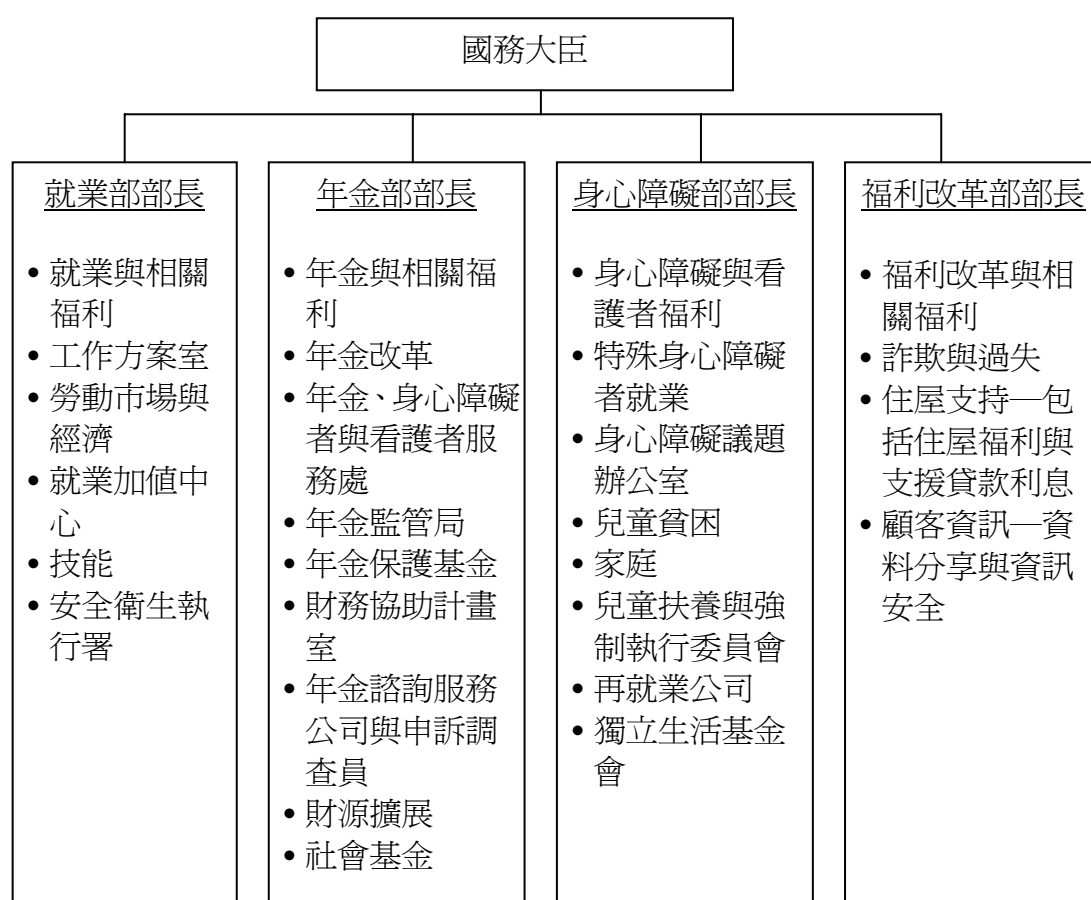 國務大臣
就業部部長
• 就業與相關
福利
• 工作方案室
• 勞動市場與
經濟
• 就業加值中
心
• 技能
• 安全衛生執
行署
年金部部長
• 年金與相關福
利
• 年金改革
• 年金、身心障礙
者與看護者服
務處
• 年金監管局
• 年金保護基金
• 財務協助計畫
室
• 年金諮詢服務
公司與申訴調
查員
• 財源擴展
• 社會基金
身心障礙部部長
• 身心障礙與看
護者福利
• 特殊身心障礙
者就業
• 身心障礙議題
辦公室
• 兒童貧困
• 家庭
• 兒童扶養與強
制執行委員會
• 再就業公司
• 獨立生活基金
會
福利改革部部長
• 福利改革與相
關福利
• 詐欺與過失
• 住屋支持—包
括住屋福利與
支援貸款利息
• 顧客資訊—資
料分享與資訊
安全